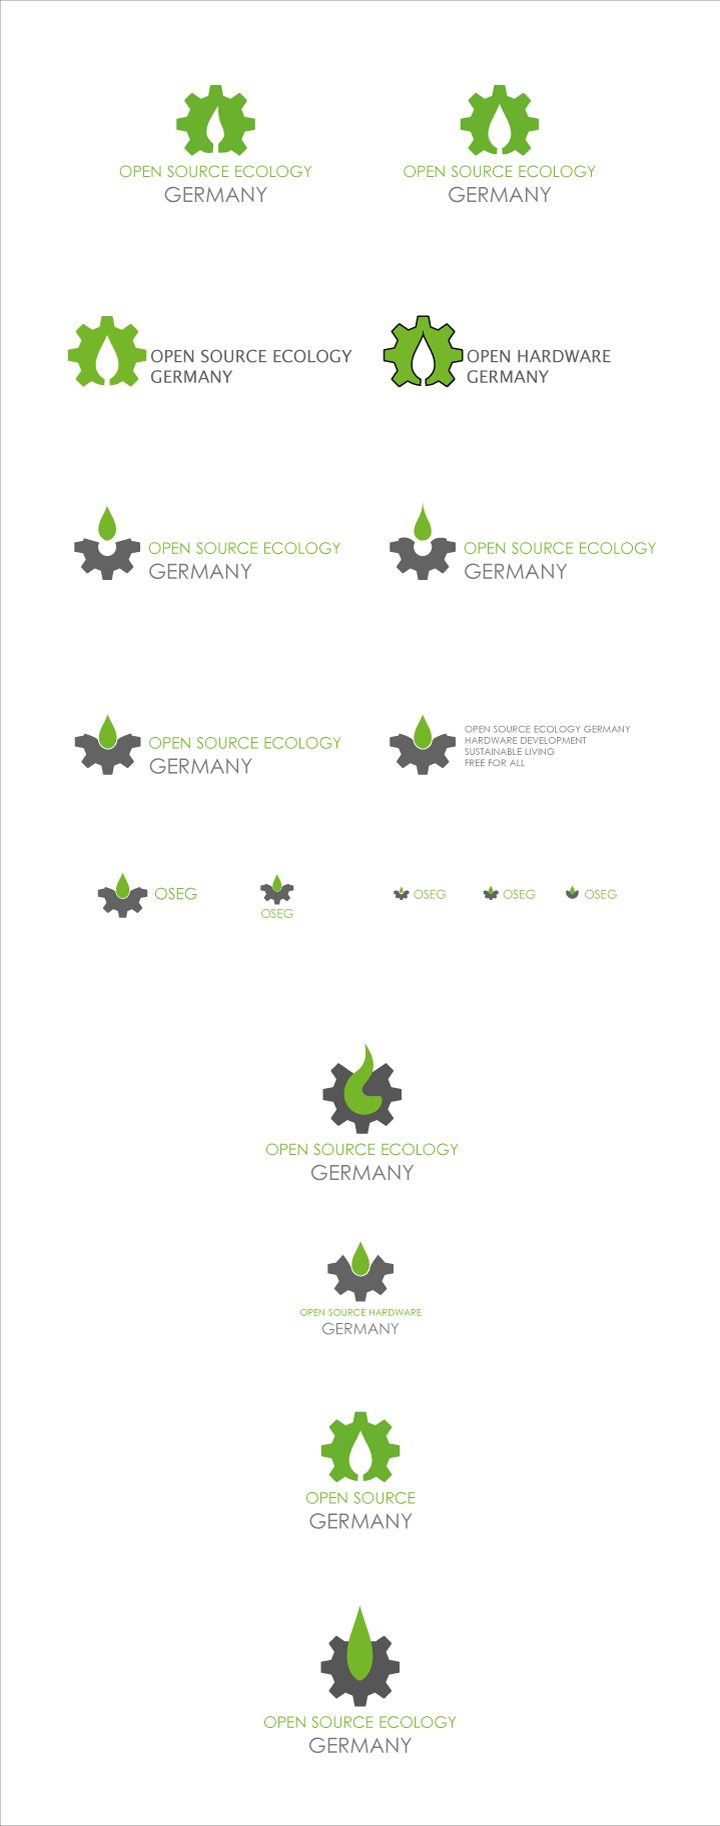 OPEN SOURCE ECOLOGY
GERMANY
OPEN SOURCE ECOLOGY
GERMANY
OPEN SOURCE ECOLOGY
GERMANY
OPEN HARDWARE
GERMANY
OPEN SOURCE ECOLOGY
GERMANY
OPEN SOURCE ECOLOGY
GERMANY
OPEN SOURCE ECOLOGY
GERMANY
OPEN SOURCE ECOLOGY GERMANY
HARDWARE DEVELOPMENT
SUSTAINABLE LIVING
FREE FOR ALL
OSEG
OSEG
OSEG
OSEG
OSEG
OPEN SOURCE ECOLOGY
GERMANY
OPEN SOURCE HARDWARE
GERMANY
OPEN SOURCE
GERMANY
OPEN SOURCE ECOLOGY
GERMANY